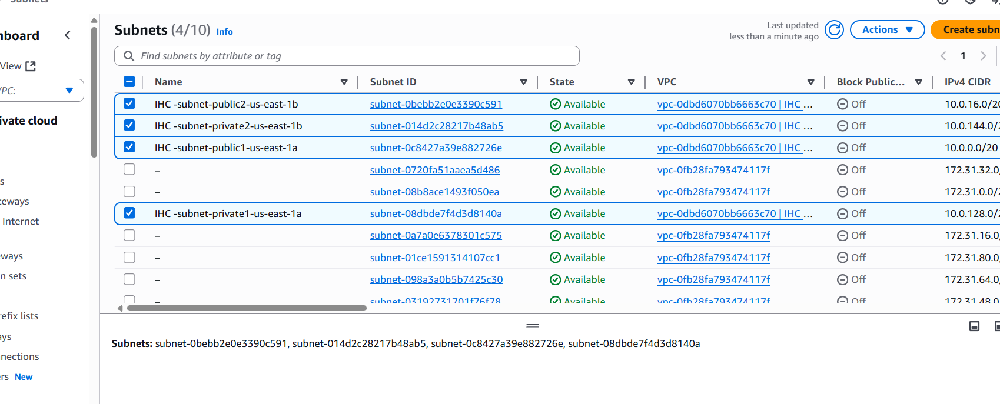 Subnets
nboard
View
VPC:
ivate cloud
s
eways
Internet
ways
n sets
refix lists
ays
nections
ers New
Subnets (4/10) Info
Last updated
less than a minute ago
Actions
Create subn
Find subnets by attribute or tag
1
Name Subnet ID State VPC Block Public... IPv4 CIDR
IHC -subnet-public2-us-east-1b subnet-0bebb2e0e3390c591 Available vpc-0dbd6070bb6663c70 | IHC ... Off 10.0.16.0/20
IHC -subnet-private2-us-east-1b subnet-014d2c28217b48ab5 Available vpc-0dbd6070bb6663c70 | IHC ... Off 10.0.144.0/2
IHC -subnet-public1-us-east-1a subnet-0c8427a39e882726e Available vpc-0dbd6070bb6663c70 | IHC ... Off 10.0.0.0/20
– subnet-0720fa51aaea5d486 Available vpc-0fb28fa793474117f Off 172.31.32.0/
– subnet-08b8ace1493f050ea Available vpc-0fb28fa793474117f Off 172.31.0.0/2
IHC -subnet-private1-us-east-1a subnet-08dbde7f4d3d8140a Available vpc-0dbd6070bb6663c70 | IHC ... Off 10.0.128.0/2
– subnet-0a7a0e6378301c575 Available vpc-0fb28fa793474117f Off 172.31.16.0/
– subnet-01ce1591314107cc1 Available vpc-0fb28fa793474117f Off 172.31.80.0/
– subnet-098a3a0b5b7425c30 Available vpc-0fb28fa793474117f Off 172.31.64.0/
– subnet-03192731701f76f78 Available vpc-0fb28fa793474117f Off 172.31.48.0
Subnets: subnet-0bebb2e0e3390c591, subnet-014d2c28217b48ab5, subnet-0c8427a39e882726e, subnet-08dbde7f4d3d8140a